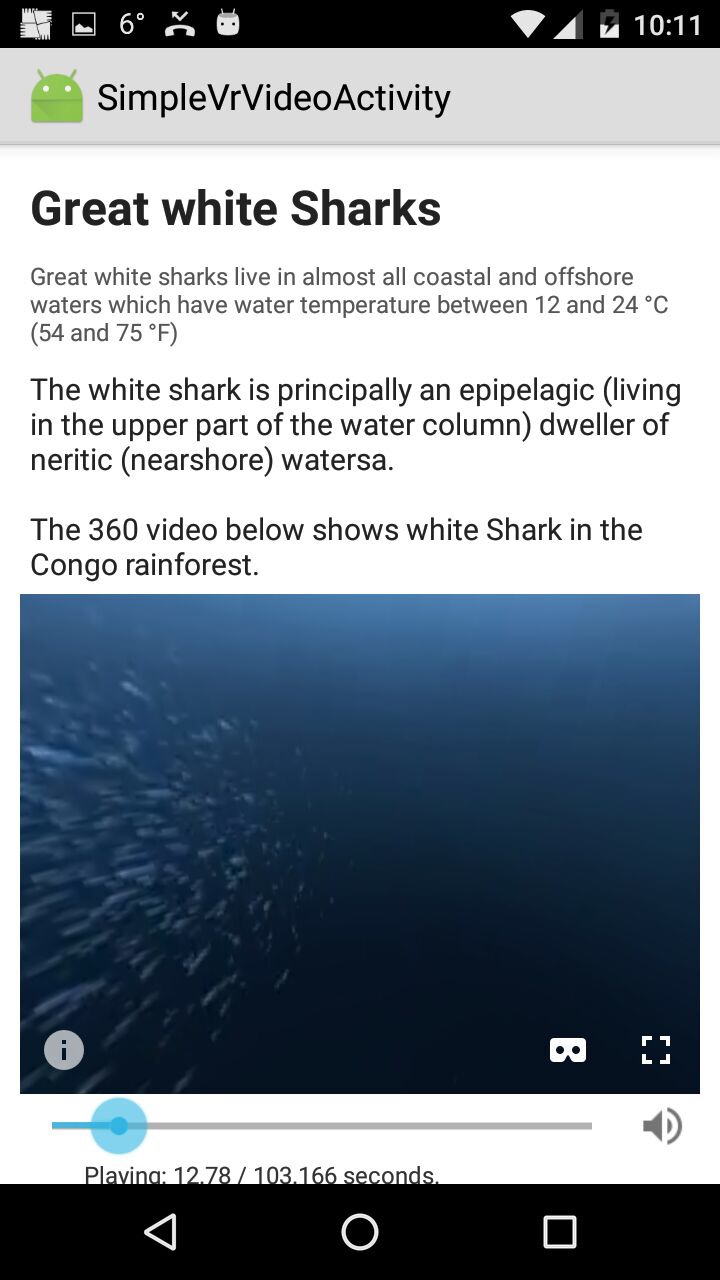 6° 10:11
SimpleVrVideoActivity
Great white Sharks
Great white sharks live in almost all coastal and offshore
waters which have water temperature between 12 and 24 °C
(54 and 75 °F)
The white shark is principally an epipelagic (living
in the upper part of the water column) dweller of
neritic (nearshore) watersa.
The 360 video below shows white Shark in the
Congo rainforest.
Playing: 12.78 / 103.166 seconds.